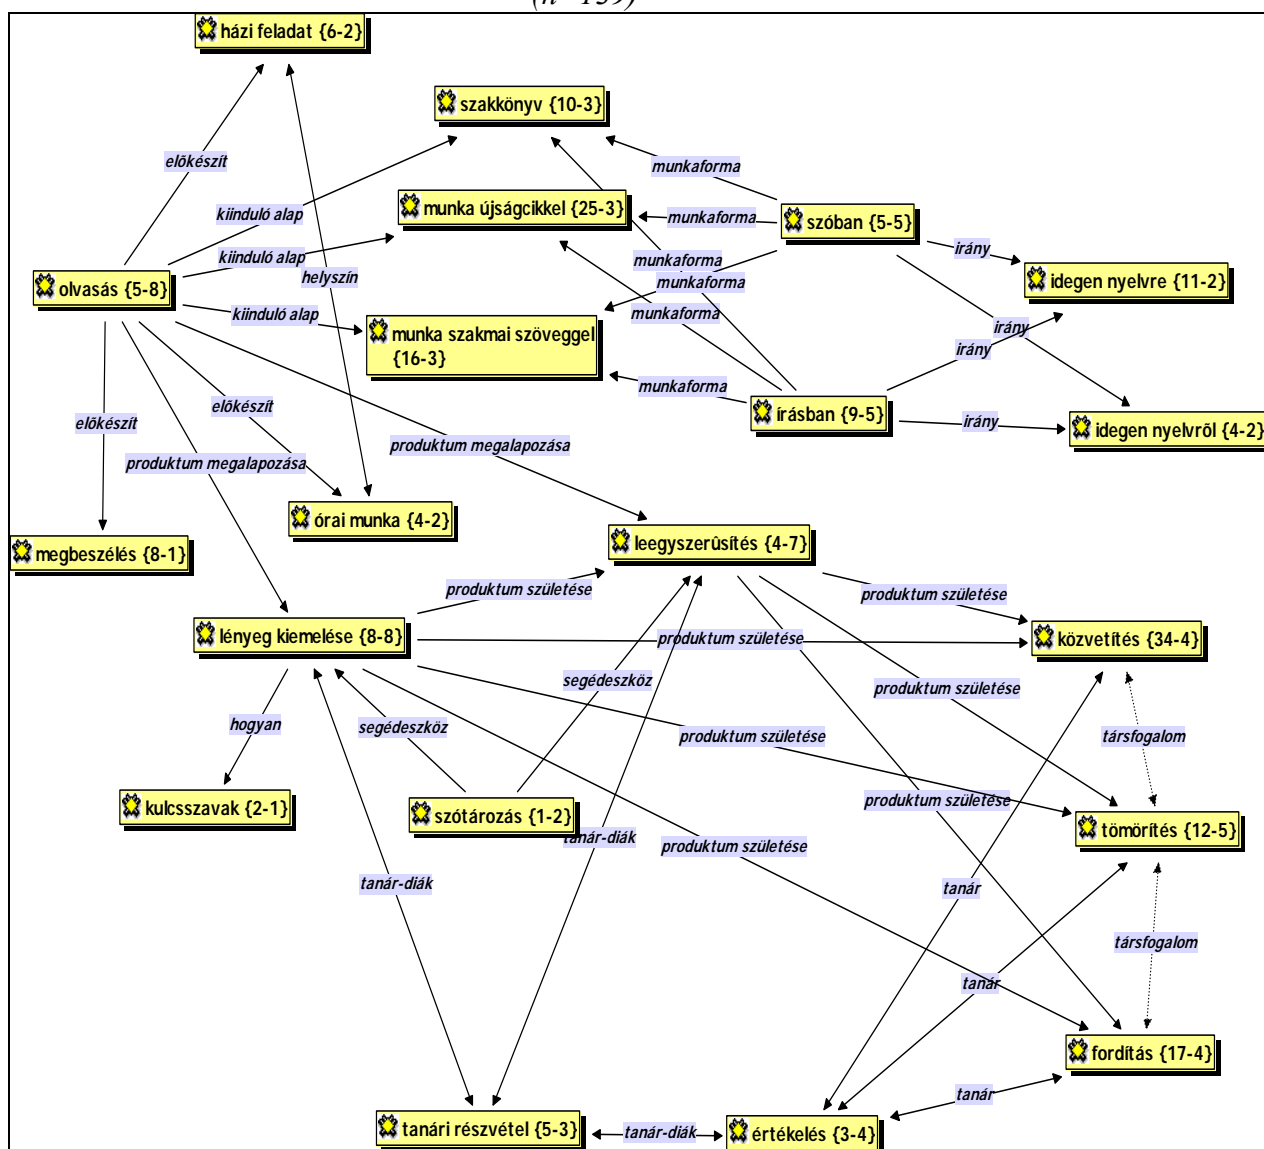 (n=139)
házi feladat {6-2}
szakkönyv {10-3}
előkészít
munkaforma
munka újságcikkel {25-3}
kiinduló alap
munkaforma
szóban {5-5}
kiinduló alap
munkaforma
irány
helyszín
munkaforma
olvasás {5-8}
idegen nyelvre {11-2}
kiinduló alap
munkaforma
munka szakmai szöveggel
{16-3}
irány
irány
munkaforma
előkészít
írásban {9-5}
előkészít
irány
idegen nyelvrõl {4-2}
produktum megalapozása
produktum megalapozása
órai munka {4-2}
megbeszélés {8-1}
leegyszerûsítés {4-7}
produktum születése
produktum születése
lényeg kiemelése {8-8}
produktum születése
közvetítés {34-4}
segédeszköz
produktum születése
hogyan
segédeszköz
produktum születése
társfogalom
kulcsszavak {2-1}
szótározás {1-2}
produktum születése
tömörítés {12-5}
tanár-diák
produktum születése
tanár-diák
tanár
társfogalom
tanár
fordítás {17-4}
tanár
tanári részvétel {5-3}
tanár-diák
értékelés {3-4}